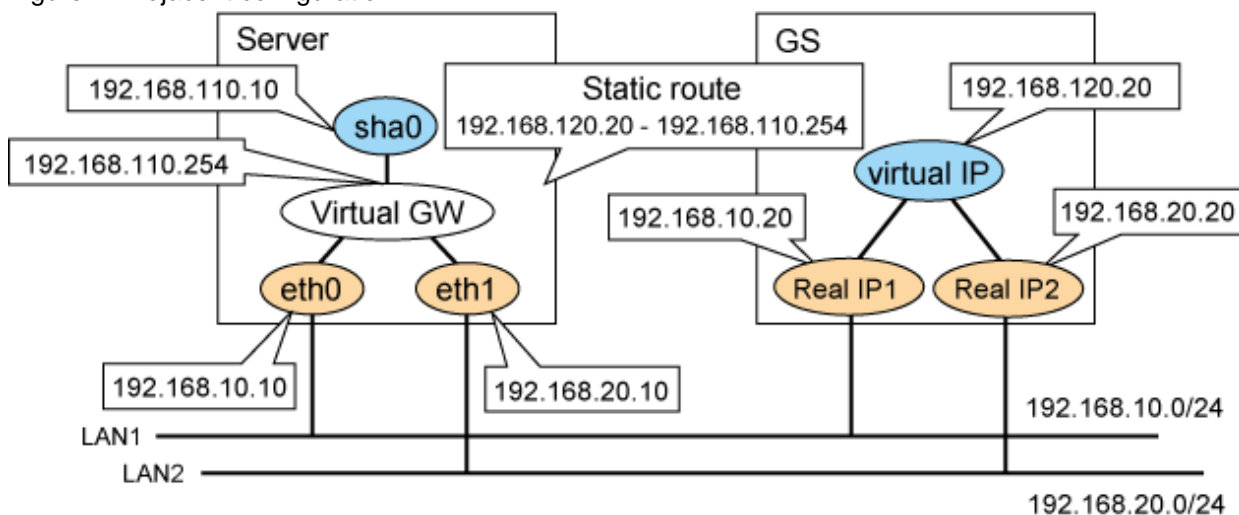 Server
GS
192.168.110.10
Static route
192.168.120.20 - 192.168.110.254
192.168.120.20
sha0
192.168.110.254
virtual IP
Virtual GW
192.168.10.20
192.168.20.20
eth0
eth1
Real IP1
Real IP2
192.168.10.10
192.168.20.10
192.168.10.0/24
LAN1
LAN2
192.168.20.0/24